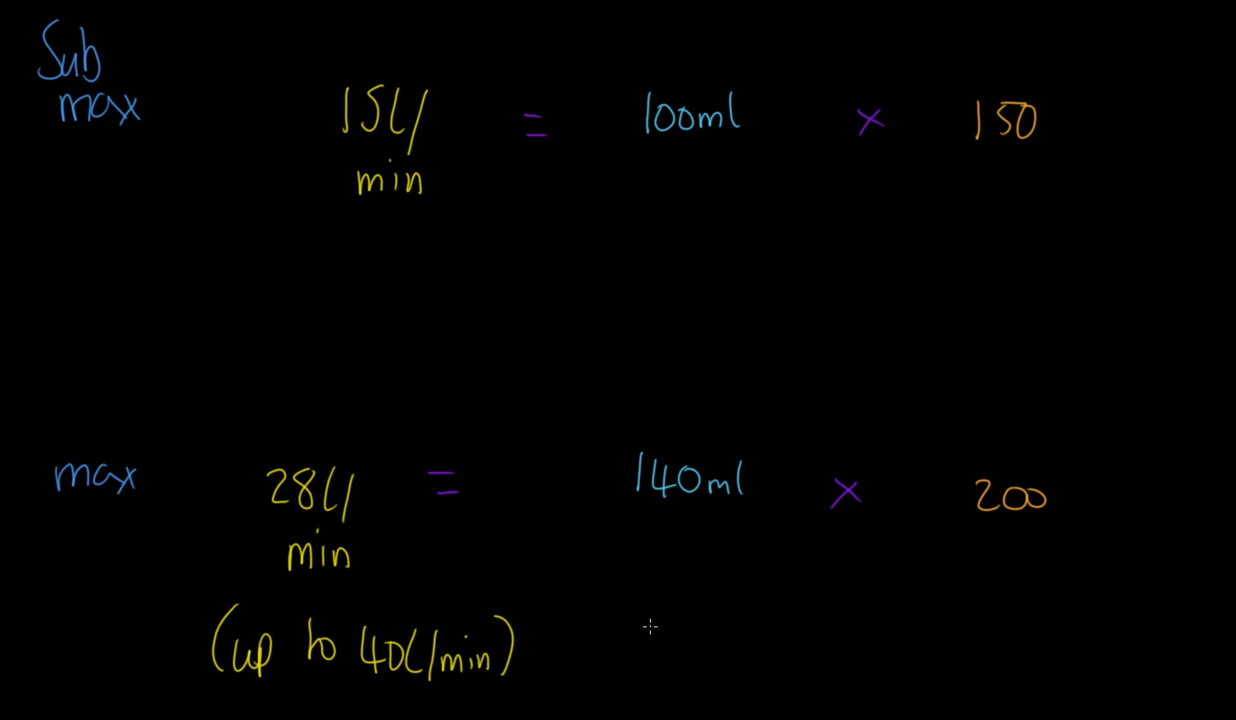 Sub
max
15L/ = 100ml × 150
min
max 28L/ = 140ml × 200
min
(up to 40L/min)